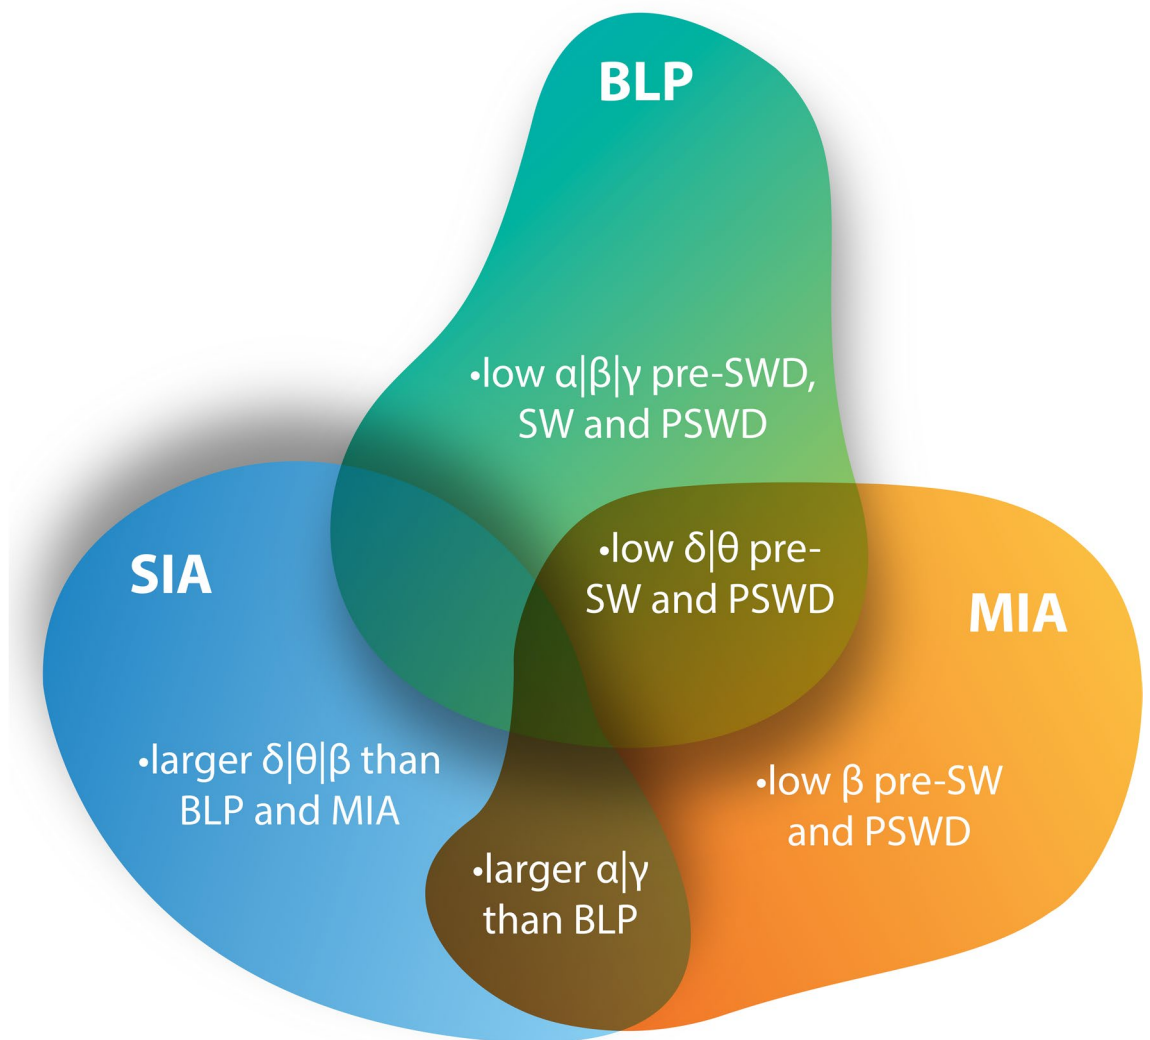 BLP
•low α|β|γ pre-SWD,
SW and PSWD
•low δ|θ pre-
SW and PSWD
SIA
MIA
•larger δ|θ|β than
BLP and MIA
•low β pre-SW
and PSWD
•larger α|γ
than BLP